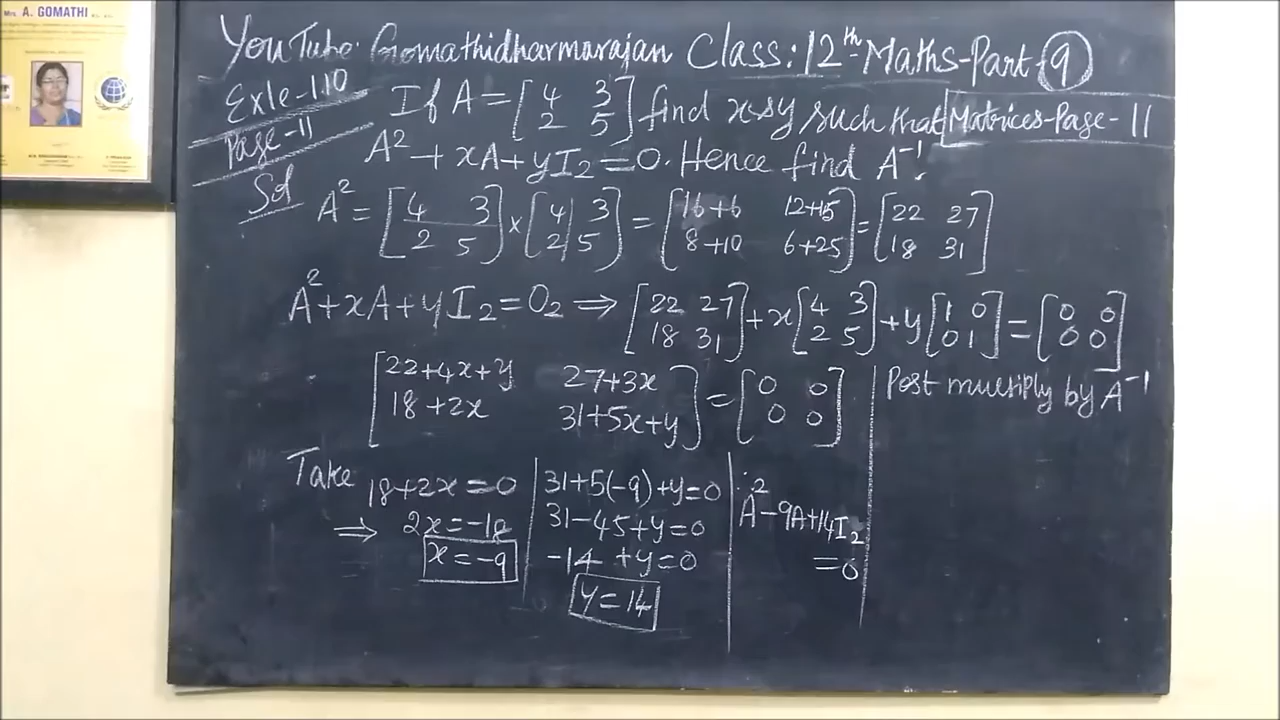 Mrs. A. GOMATHI
YouTube: Gomathidharmarajan Class: 12th Maths-Part-9
Exle-1.10
Page-11
If A = [4 3 / 2 5] find x & y such that Matrices-Page-11
A² + xA + yI₂ = 0. Hence find A⁻¹.
Sol
A² = [4 3 / 2 5] × [4 3 / 2 5] = [16+6 12+15 / 8+10 6+25] = [22 27 / 18 31]
A² + xA + yI₂ = O₂ ⇒ [22 27 / 18 31] + x[4 3 / 2 5] + y[1 0 / 0 1] = [0 0 / 0 0]
[22+4x+y 27+3x / 18+2x 31+5x+y] = [0 0 / 0 0]
Post multiply by A⁻¹
Take
18+2x=0
⇒ 2x=-18
x=-9
31+5(-9)+y=0
31-45+y=0
-14+y=0
y=14
∴ A²-9A+14I₂
=0